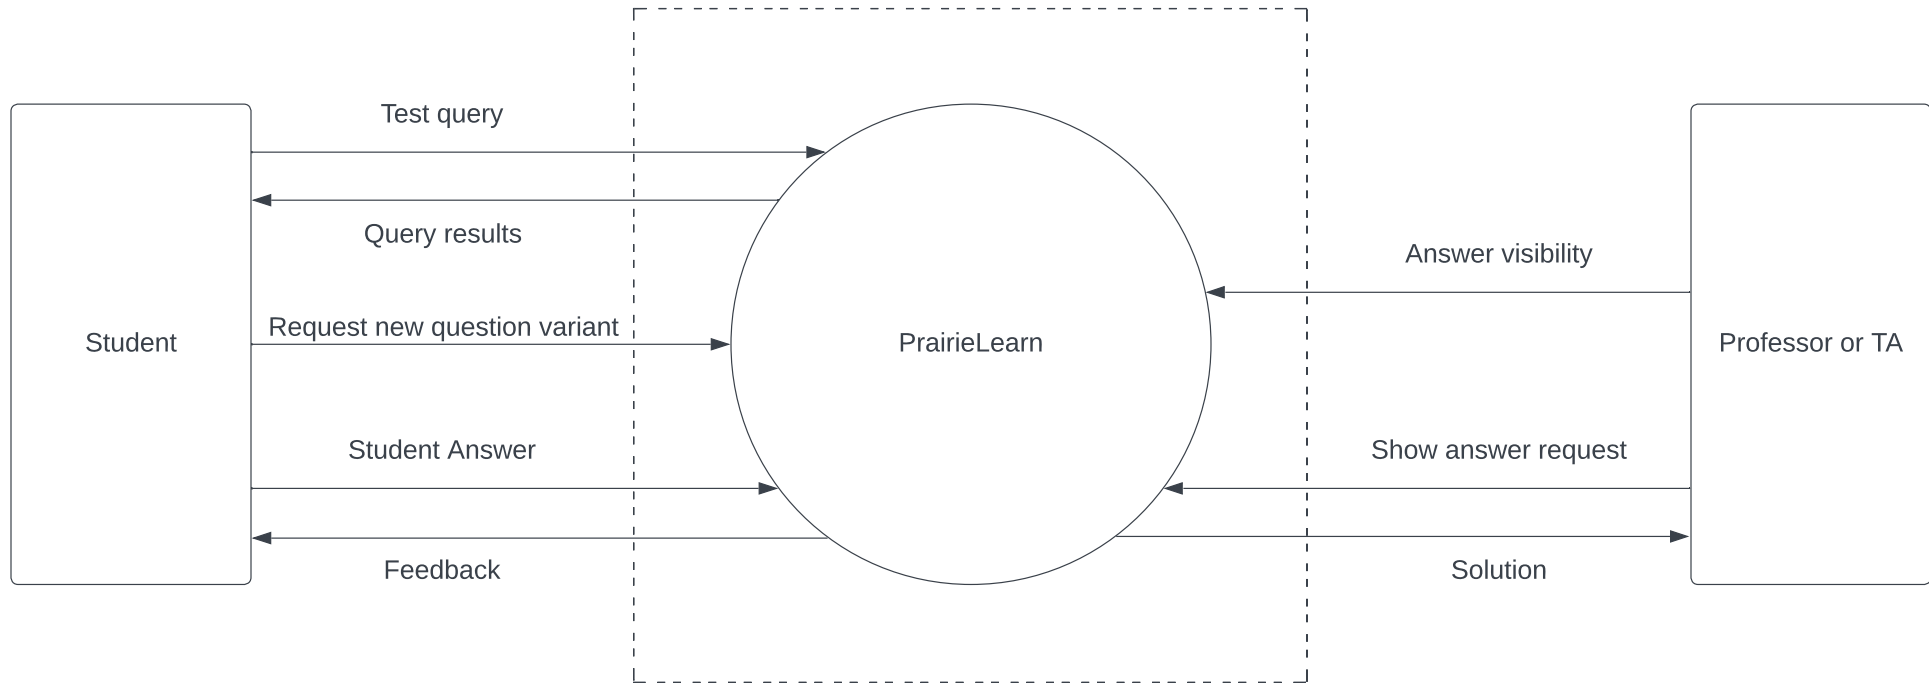 Test query
Query results
Request new question variant
Student
Student Answer
Feedback
PrairieLearn
Answer visibility
Professor or TA
Show answer request
Solution